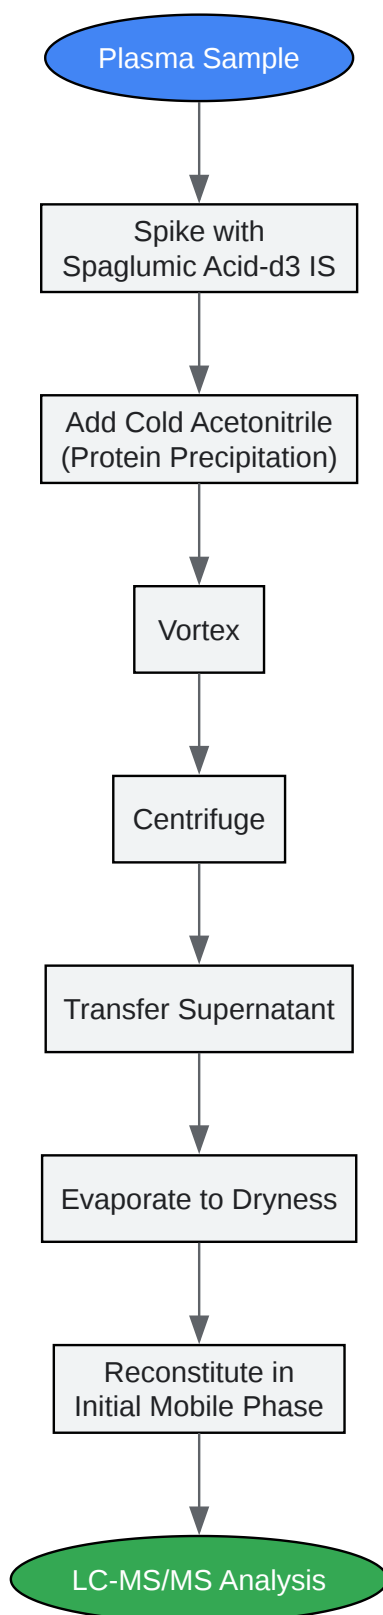 Plasma Sample
Spike with
Spaglumic Acid-d3 IS
Add Cold Acetonitrile
(Protein Precipitation)
Vortex
Centrifuge
Transfer Supernatant
Evaporate to Dryness
Reconstitute in
Initial Mobile Phase
LC-MS/MS Analysis